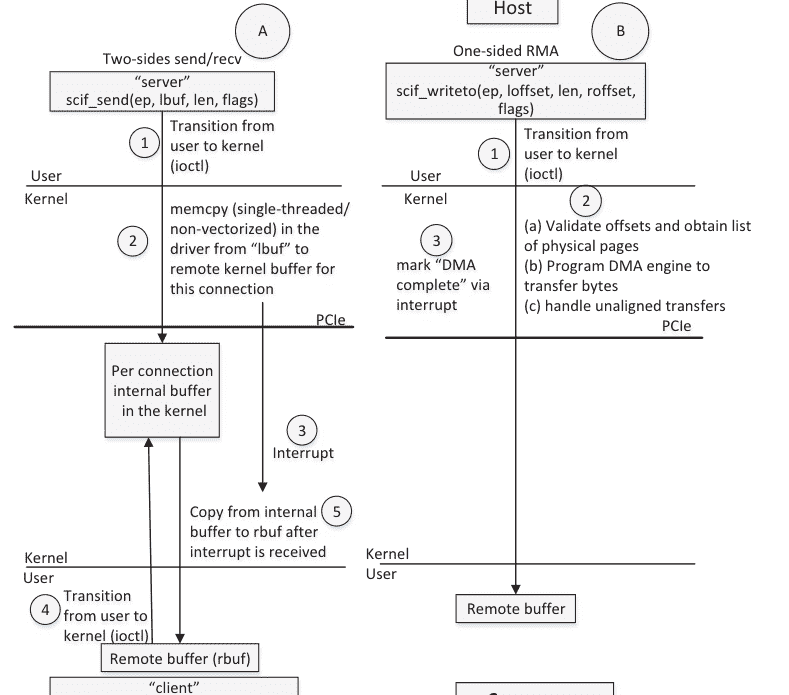 A
Two-sides send/recv
“server”
scif_send(ep, lbuf, len, flags)
1
Transition from
user to kernel
(ioctl)
User
Kernel
2
memcpy (single-threaded/
non-vectorized) in the
driver from “lbuf” to
remote kernel buffer for
this connection
PCIe
Per connection
internal buffer
in the kernel
3
Interrupt
Copy from internal
buffer to rbuf after
interrupt is received
5
Kernel
User
4
Transition
from user to
kernel (ioctl)
Remote buffer (rbuf)
“client”
Host
B
One-sided RMA
“server”
scif_writeto(ep, loffset, len, roffset,
flags)
1
Transition from
user to kernel
(ioctl)
User
Kernel
2
(a) Validate offsets and obtain list
of physical pages
(b) Program DMA engine to
transfer bytes
(c) handle unaligned transfers
3
mark “DMA
complete” via
interrupt
PCIe
Kernel
User
Remote buffer